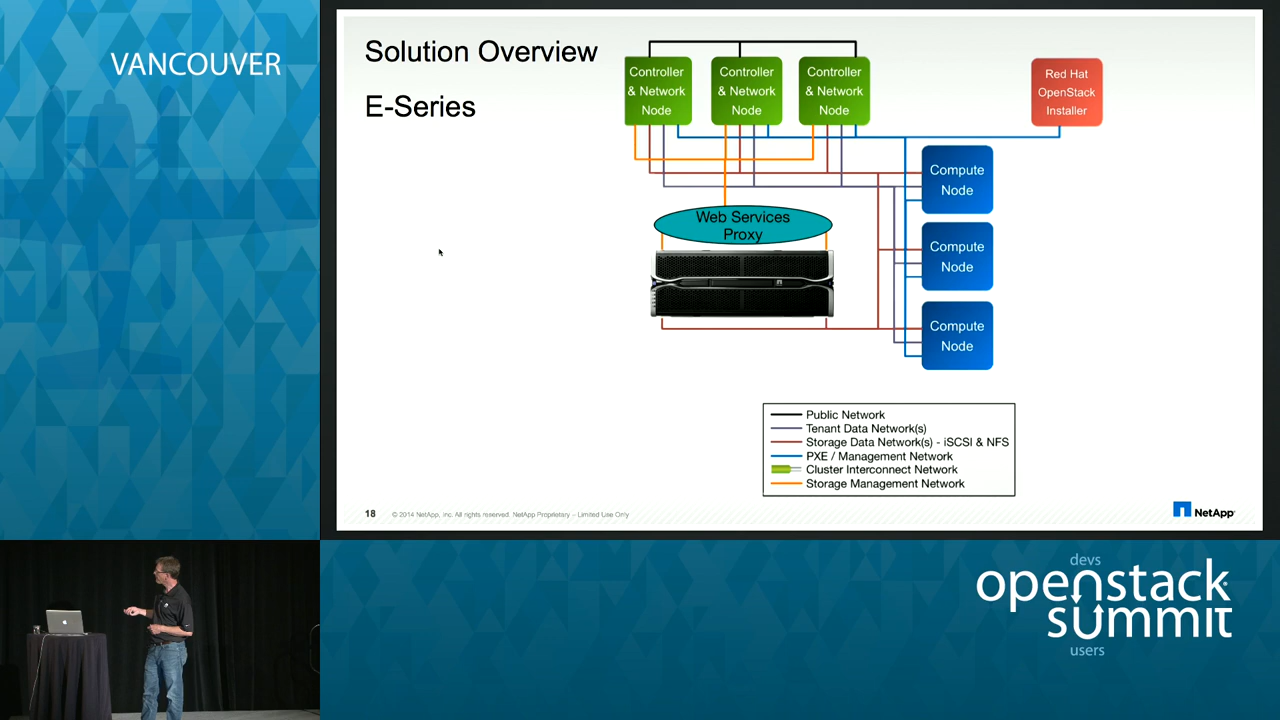 VANCOUVER
Solution Overview
E-Series
Controller
& Network
Node
Controller
& Network
Node
Controller
& Network
Node
Red Hat
OpenStack
Installer
Compute
Node
Web Services
Proxy
Compute
Node
Compute
Node
Public Network
Tenant Data Network(s)
Storage Data Network(s) - iSCSI & NFS
PXE / Management Network
Cluster Interconnect Network
Storage Management Network
18
© 2014 NetApp, Inc. All rights reserved. NetApp Proprietary – Limited Use Only
NetApp
devs
openstack
summit
users